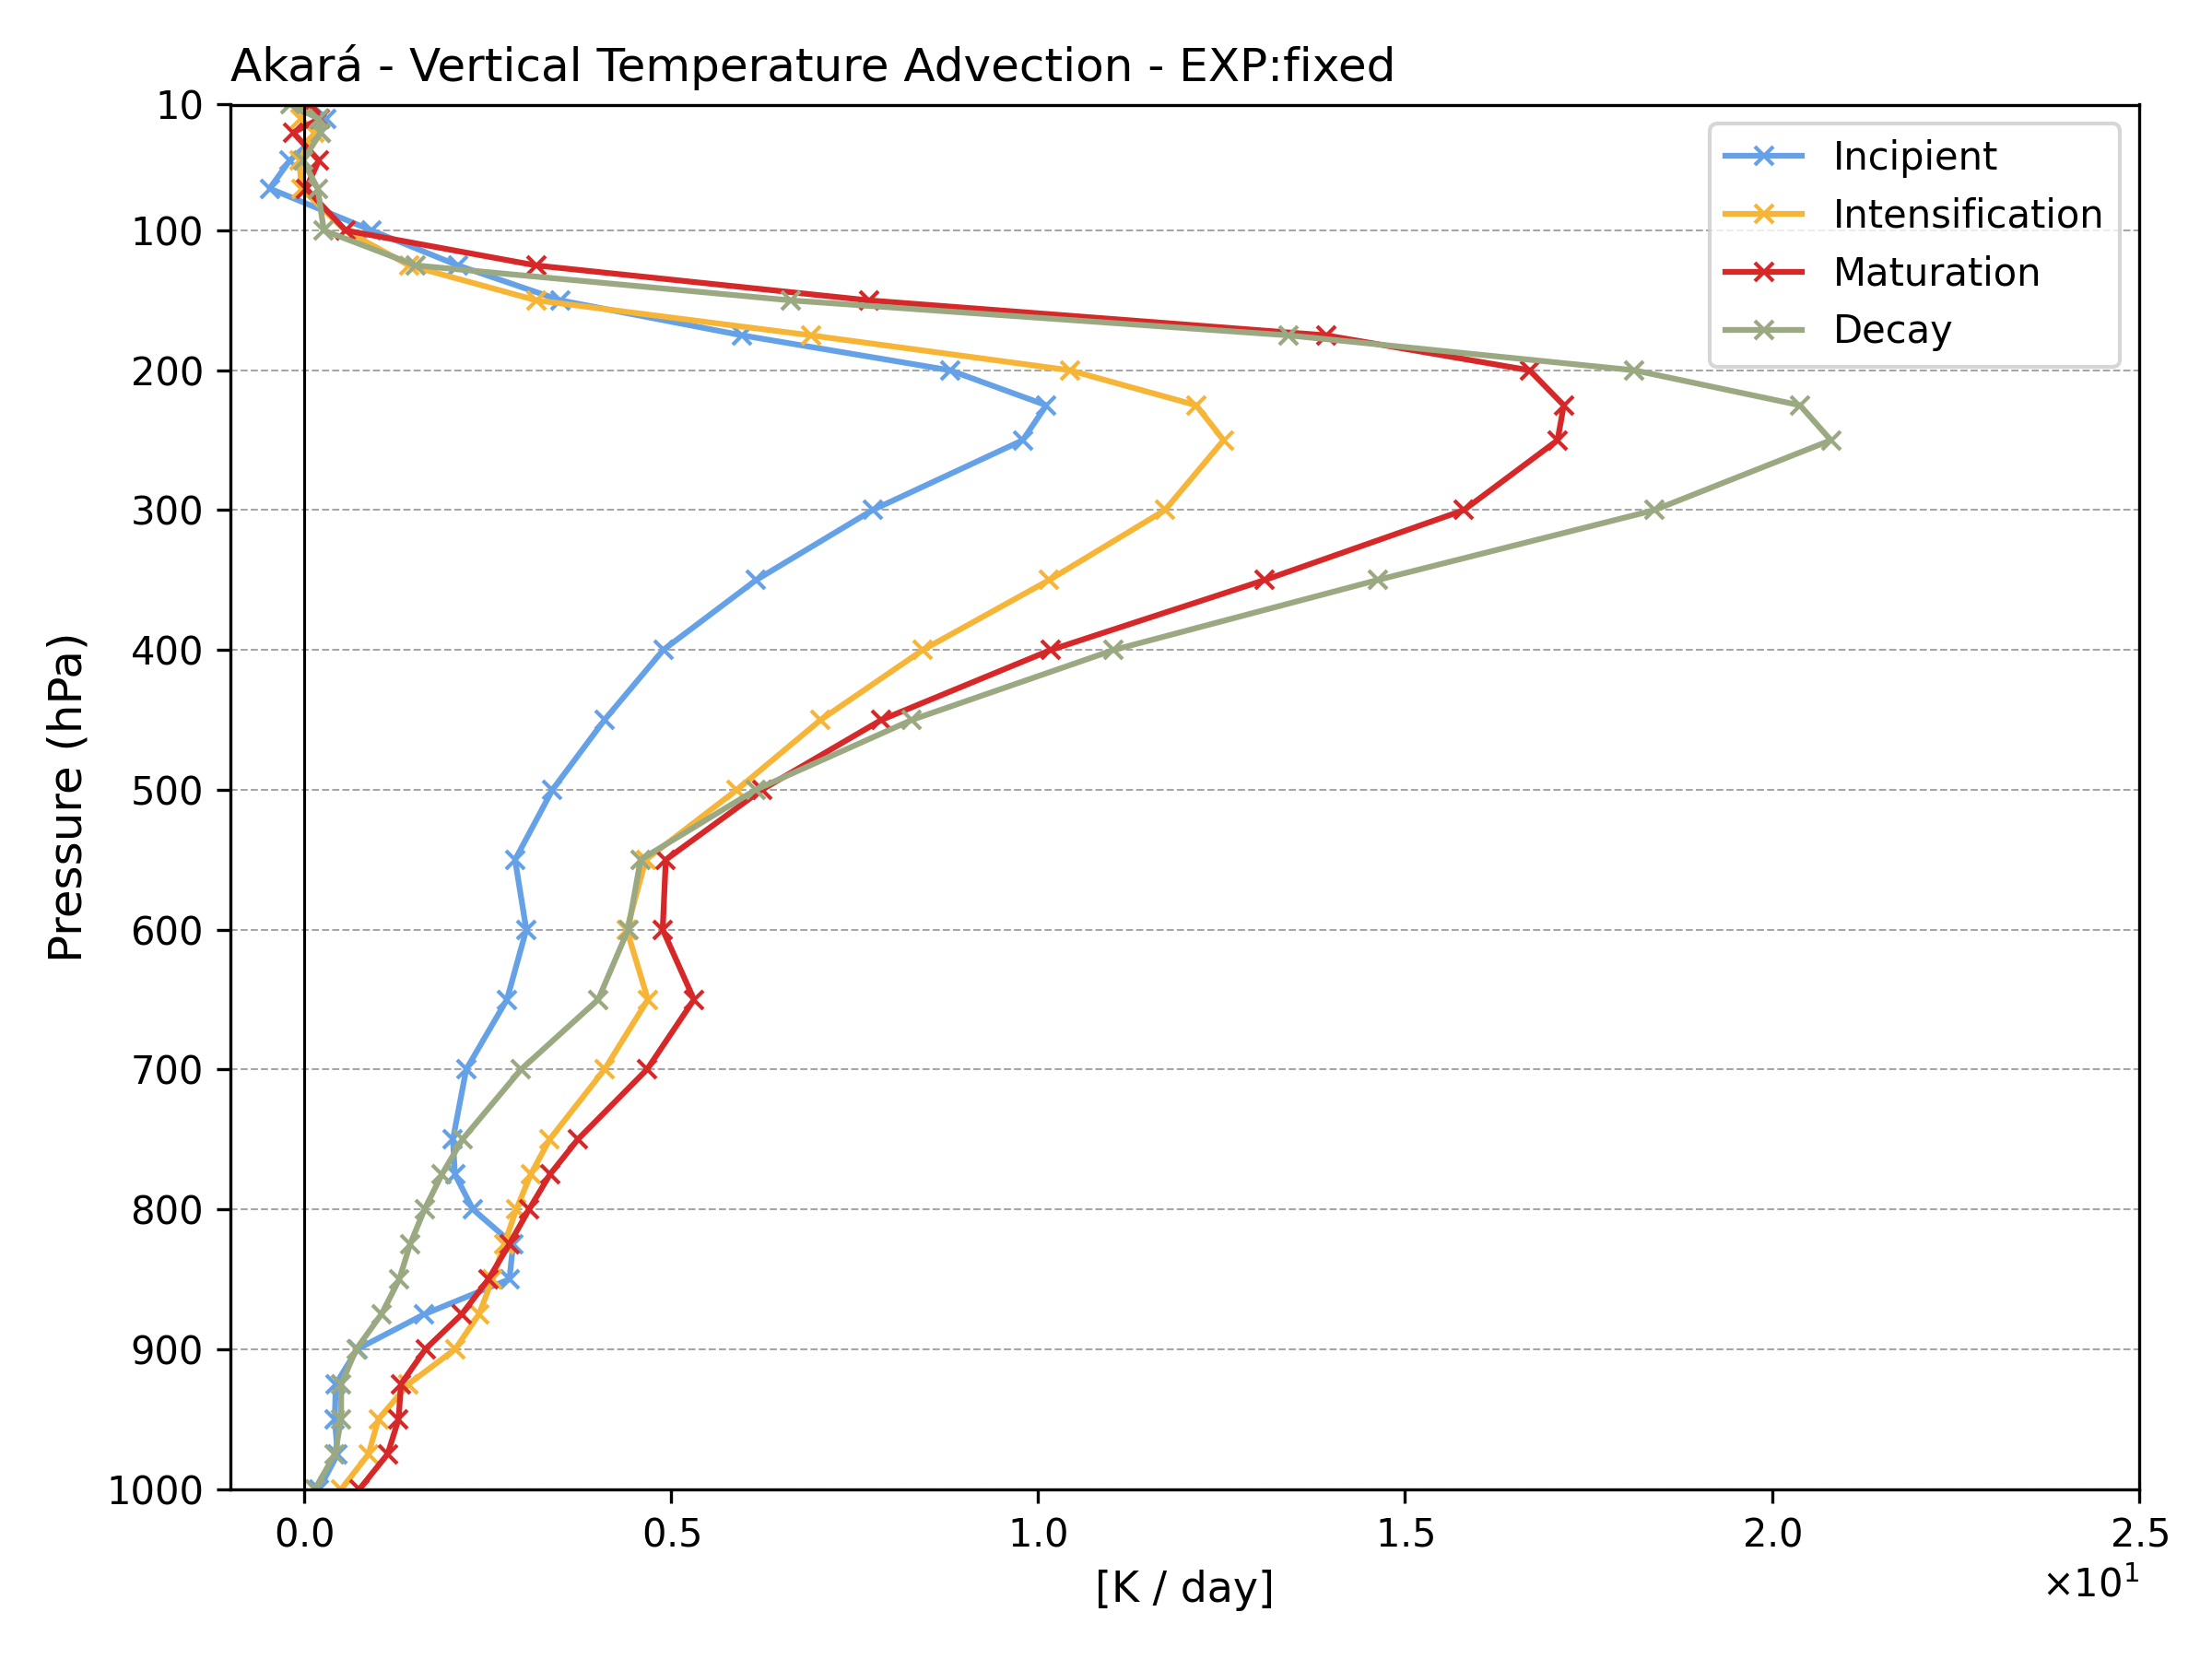 Akará - Vertical Temperature Advection - EXP:fixed
Incipient
Intensification
Maturation
Decay
Pressure (hPa)
10
100
200
300
400
500
600
700
800
900
1000
0.0 0.5 1.0 1.5 2.0 2.5
[K / day]
×10¹